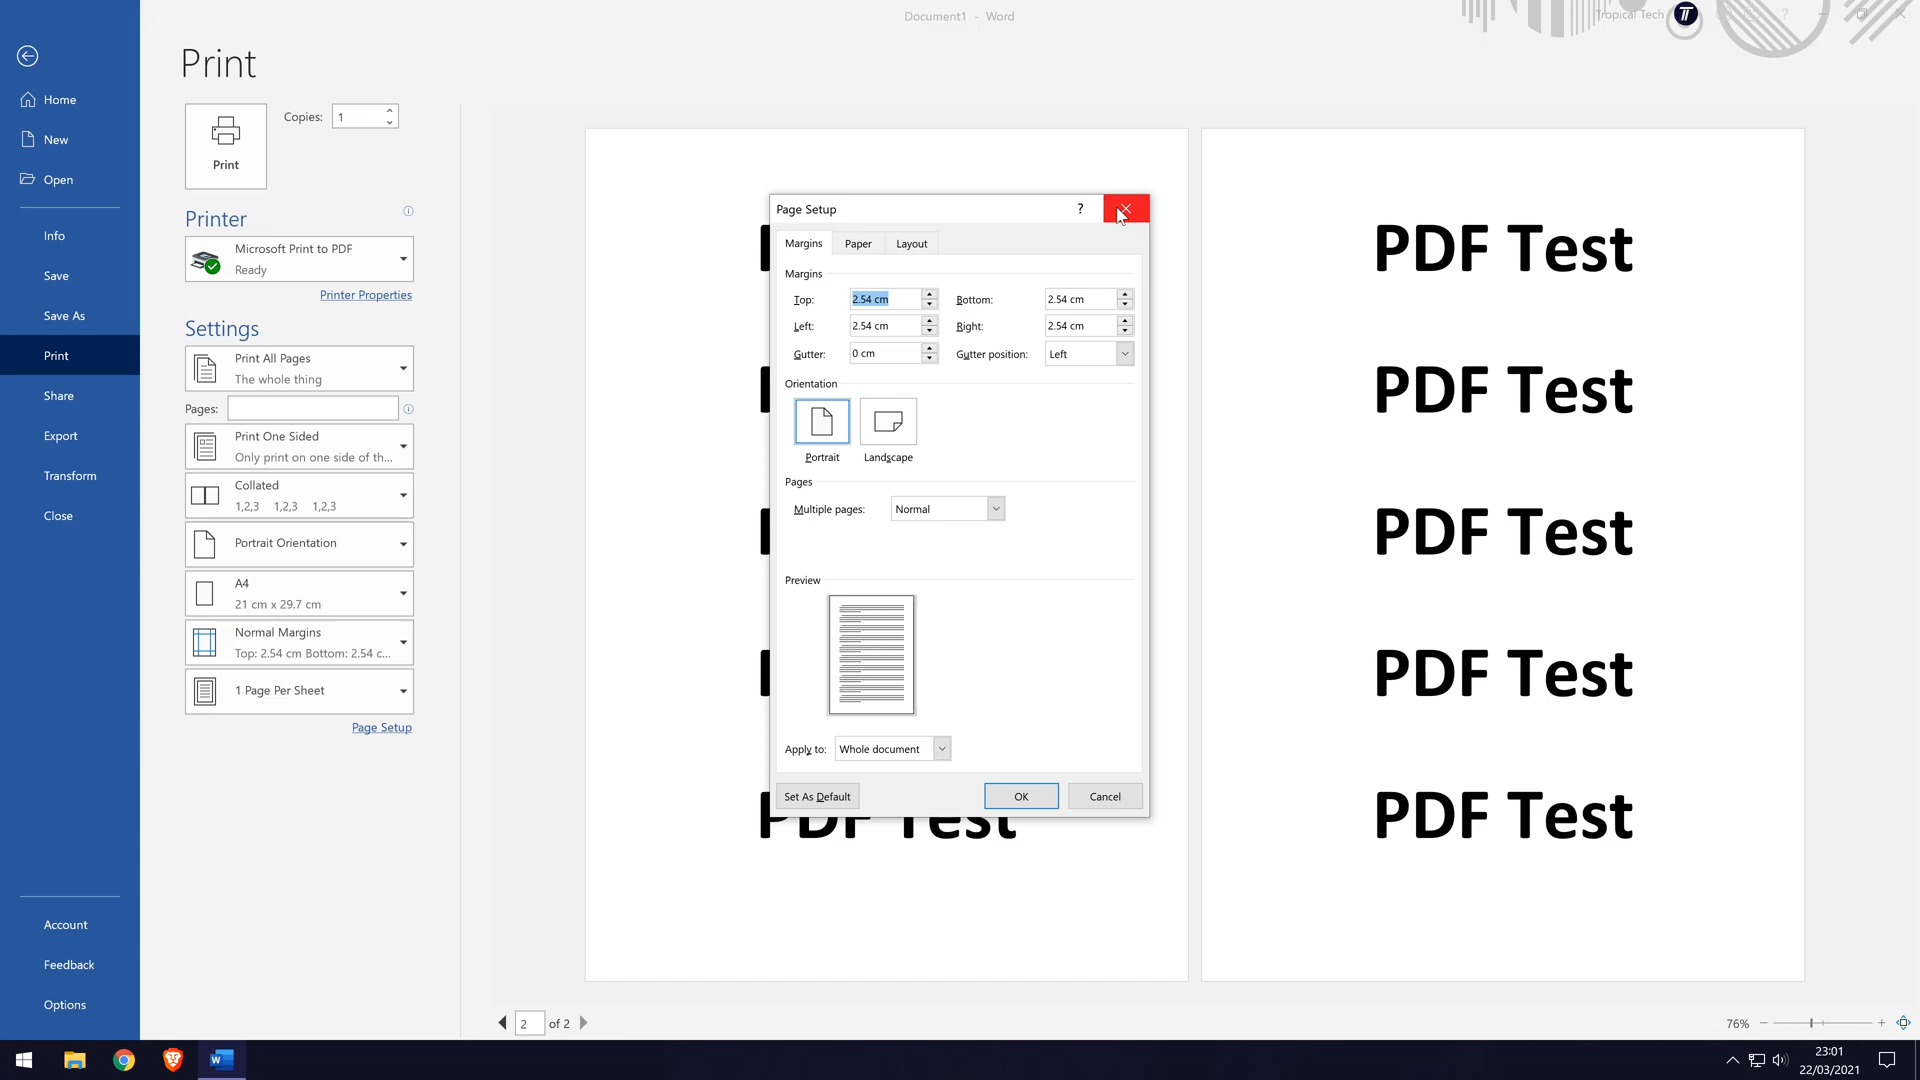 Document1 - Word
Tropical Tech
Home
New
Open
Info
Save
Save As
Print
Share
Export
Transform
Close
Account
Feedback
Options
Print
Print
Copies: 1
Printer
Microsoft Print to PDF
Ready
Printer Properties
Settings
Print All Pages
The whole thing
Pages:
Print One Sided
Only print on one side of th...
Collated
1,2,3 1,2,3 1,2,3
Portrait Orientation
A4
21 cm x 29.7 cm
Normal Margins
Top: 2.54 cm Bottom: 2.54 c...
1 Page Per Sheet
Page Setup
Page Setup
?
Margins Paper Layout
Margins
Top: 2.54 cm Bottom: 2.54 cm
Left: 2.54 cm Right: 2.54 cm
Gutter: 0 cm Gutter position: Left
Orientation
Portrait Landscape
Pages
Multiple pages: Normal
Preview
Apply to: Whole document
Set As Default OK Cancel
PDF Test
PDF Test
PDF Test
PDF Test
PDF Test
PDF Test
2 of 2
76%
23:01
22/03/2021